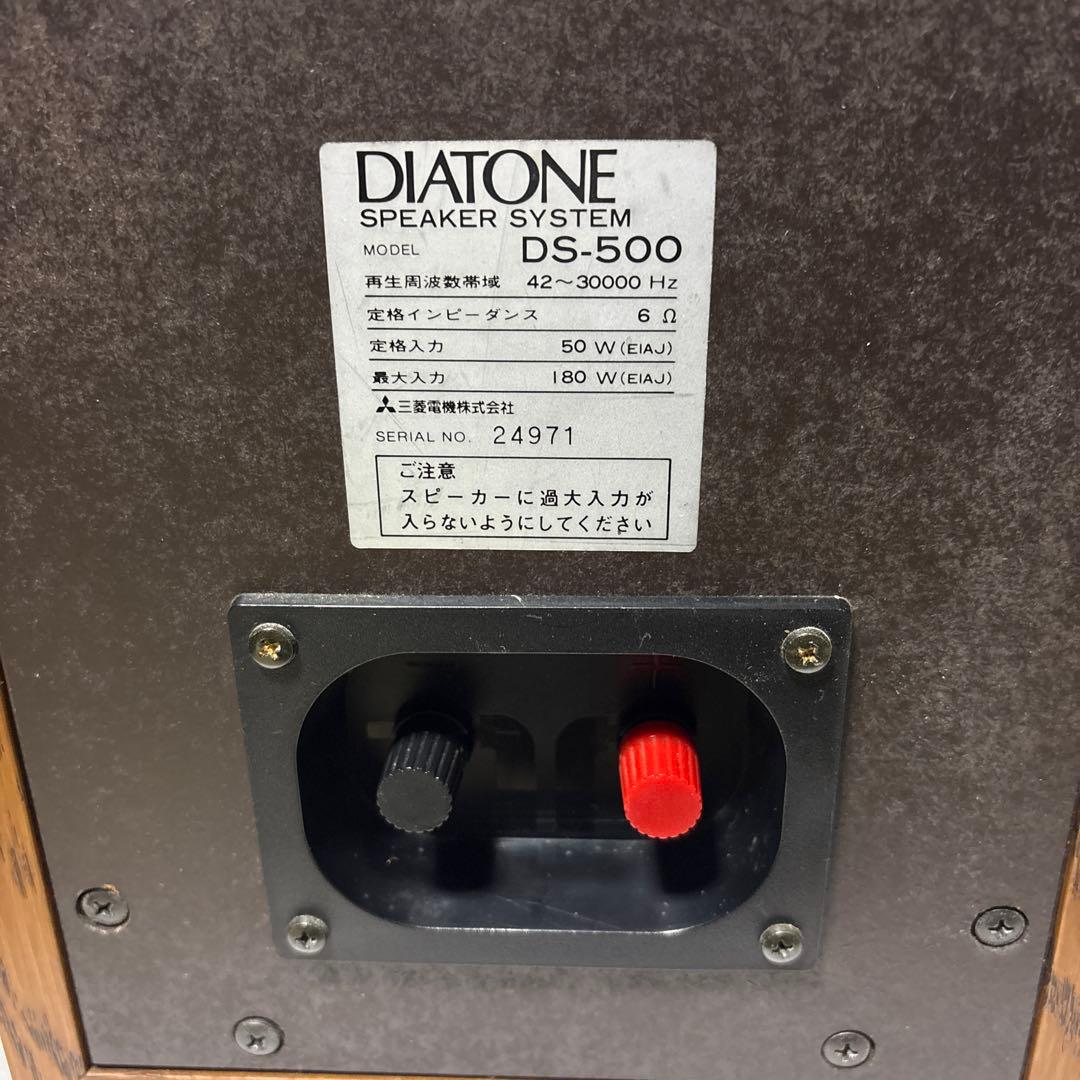 DIATONE
SPEAKER SYSTEM
MODEL DS-500
再生周波数帯域 42〜30000 Hz
定格インピーダンス 6 Ω
定格入力 50 W (EIAJ)
最大入力 180 W (EIAJ)
三菱電機株式会社
SERIAL NO. 24971
ご注意
スピーカーに過大入力が
入らないようにしてください
− +